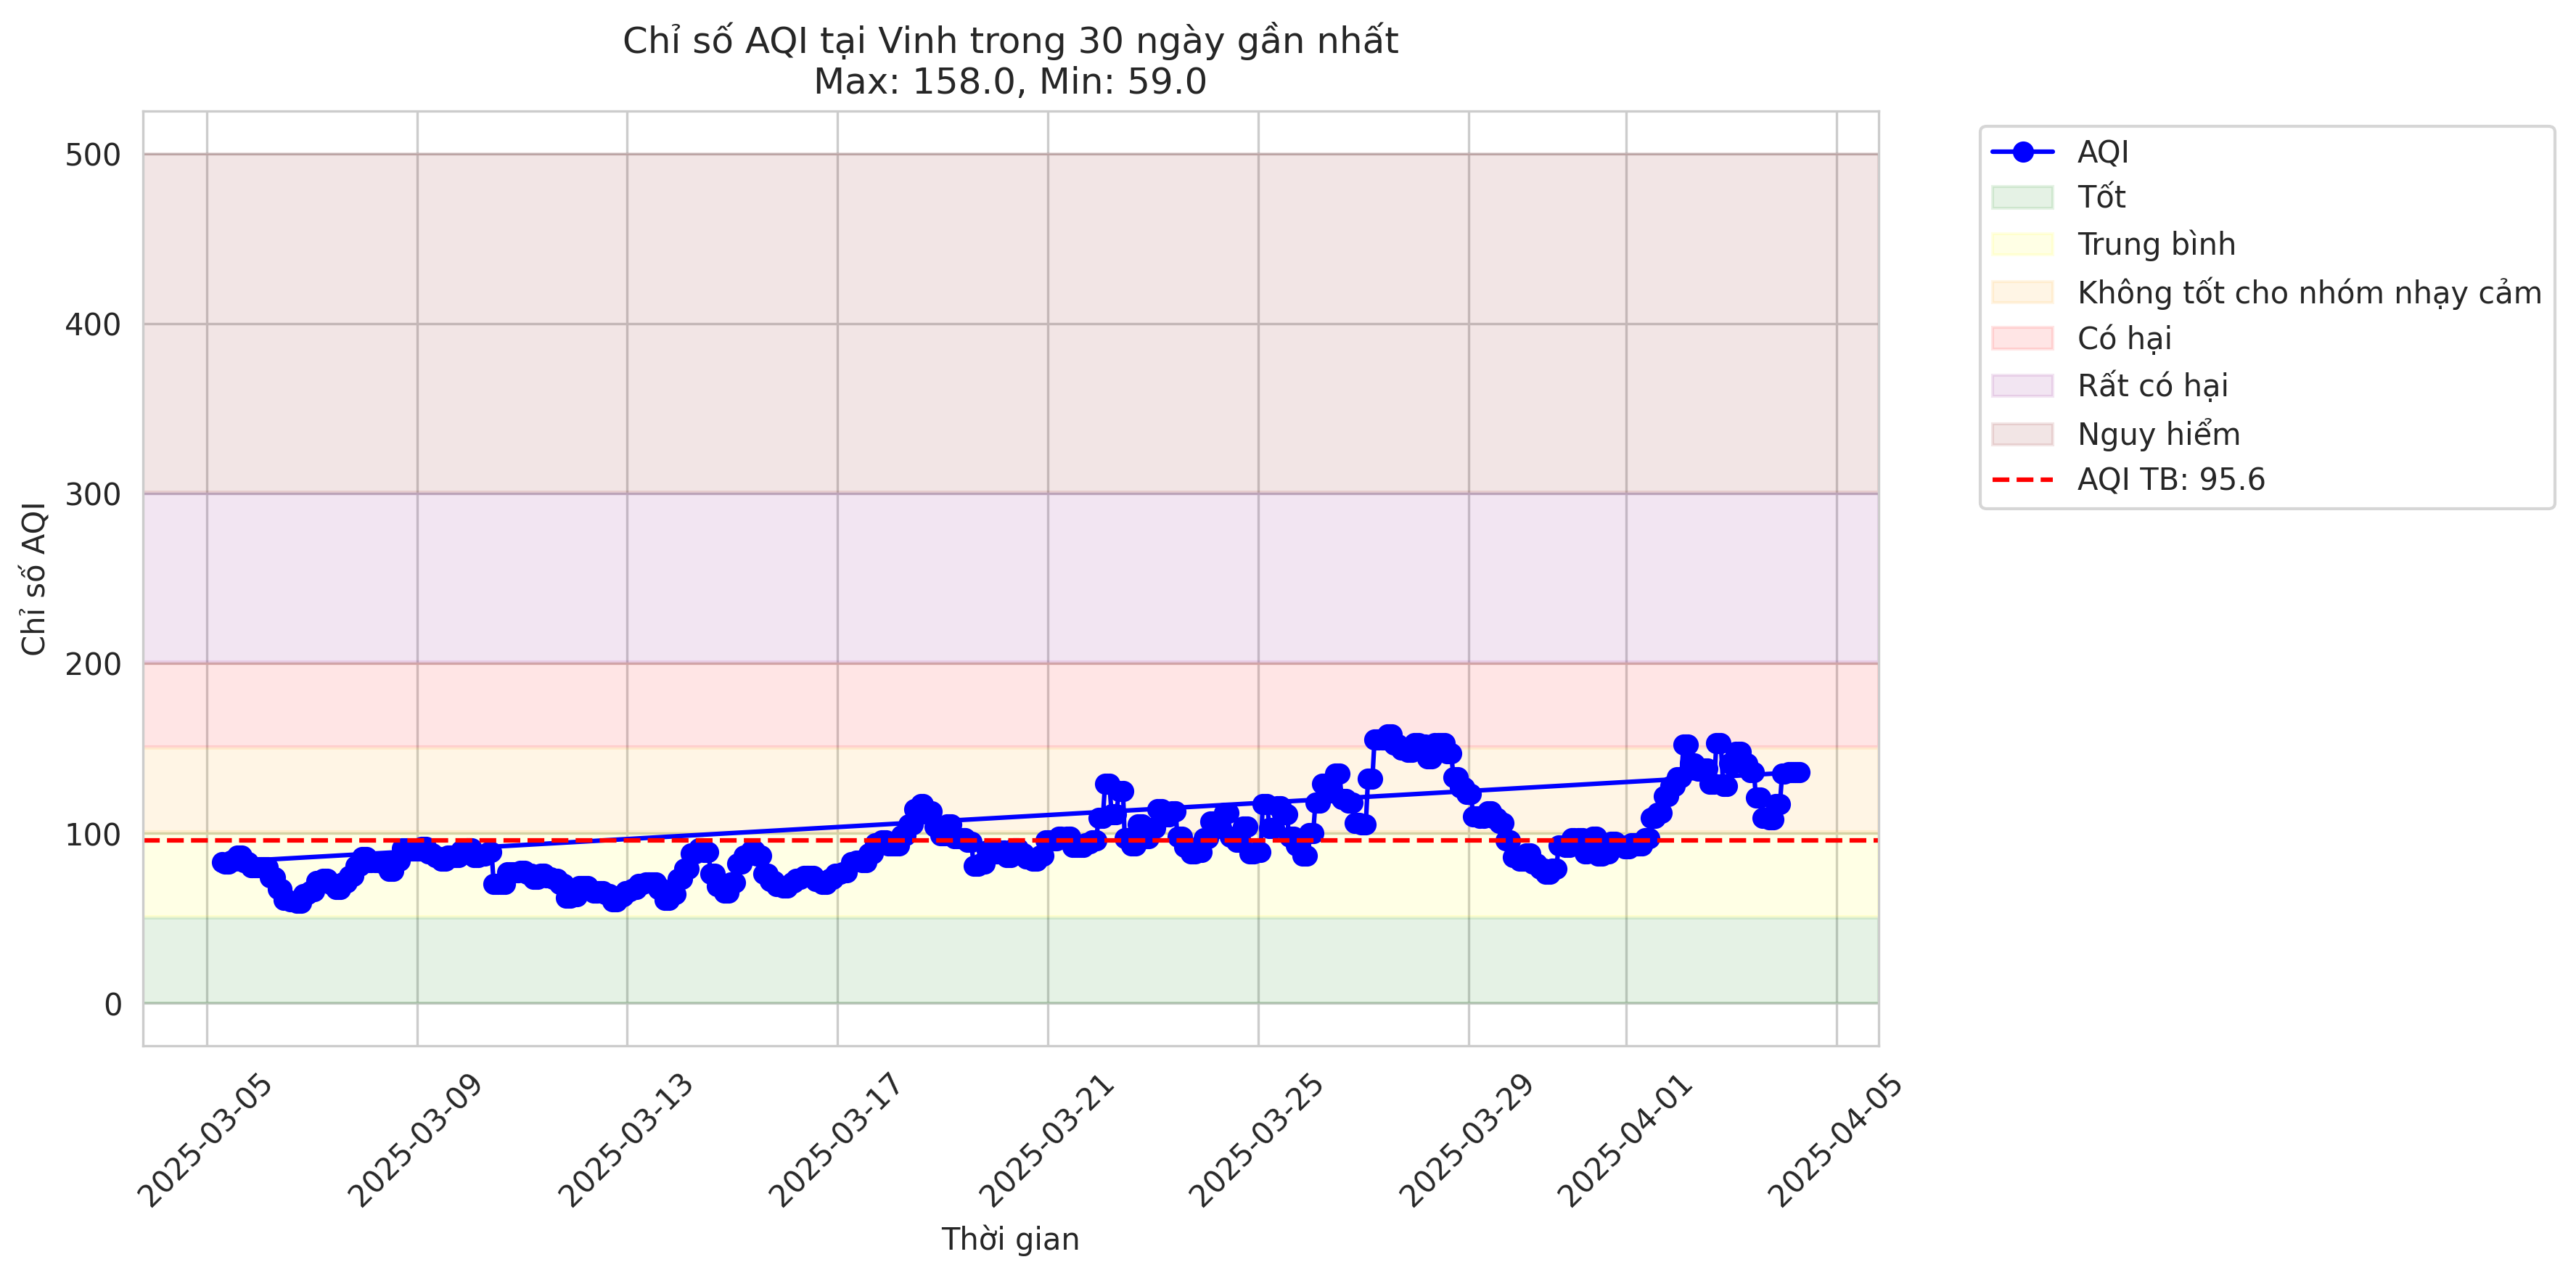 Chỉ số AQI tại Vinh trong 30 ngày gần nhất
Max: 158.0, Min: 59.0
Chỉ số AQI
500
400
300
200
100
0
2025-03-05
2025-03-09
2025-03-13
2025-03-17
2025-03-21
2025-03-25
2025-03-29
2025-04-01
2025-04-05
Thời gian
AQI
Tốt
Trung bình
Không tốt cho nhóm nhạy cảm
Có hại
Rất có hại
Nguy hiểm
AQI TB: 95.6